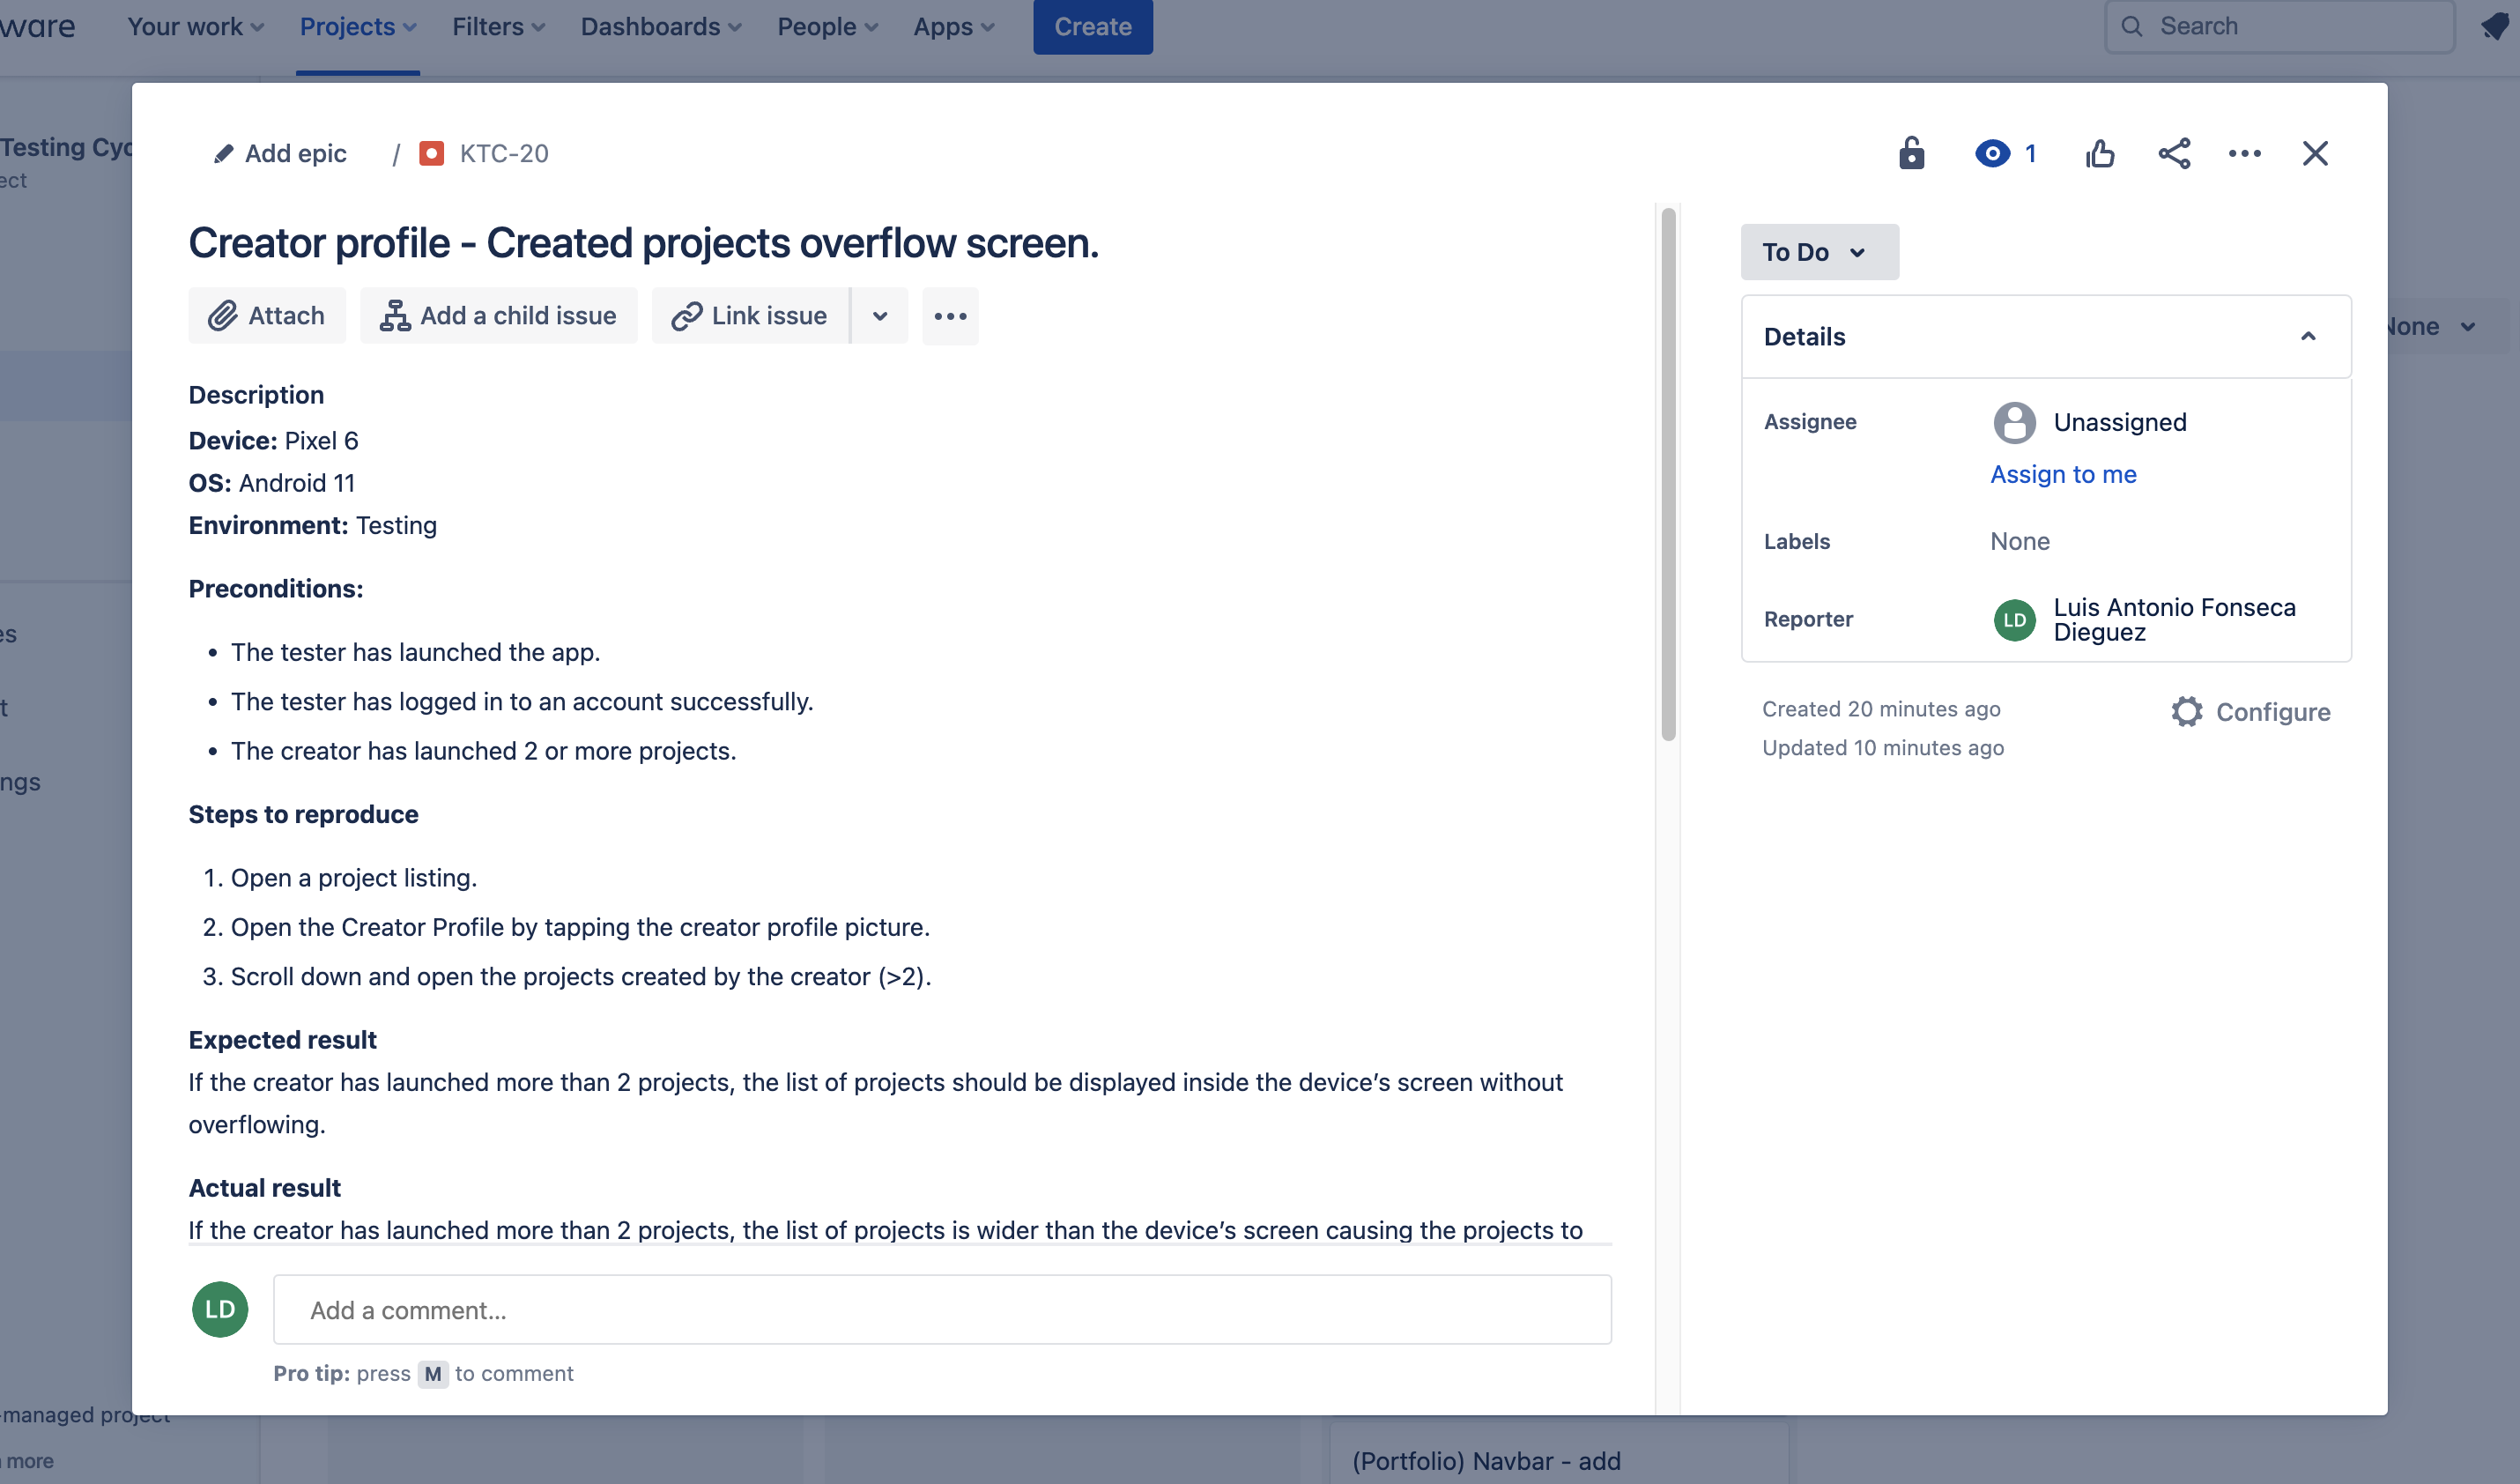 ware Your work Projects Filters Dashboards People Apps Create Search
Testing Cyc
ect
es
t
ngs
-managed project
more
None
Add epic / KTC-20 1
Creator profile - Created projects overflow screen.
Attach Add a child issue Link issue
Description
Device: Pixel 6
OS: Android 11
Environment: Testing
Preconditions:
• The tester has launched the app.
• The tester has logged in to an account successfully.
• The creator has launched 2 or more projects.
Steps to reproduce
1. Open a project listing.
2. Open the Creator Profile by tapping the creator profile picture.
3. Scroll down and open the projects created by the creator (>2).
Expected result
If the creator has launched more than 2 projects, the list of projects should be displayed inside the device’s screen without
overflowing.
Actual result
If the creator has launched more than 2 projects, the list of projects is wider than the device’s screen causing the projects to
LD Add a comment...
Pro tip: press M to comment
To Do
Details
Assignee Unassigned
Assign to me
Labels None
Reporter LD Luis Antonio Fonseca
Dieguez
Created 20 minutes ago Configure
Updated 10 minutes ago
(Portfolio) Navbar - add